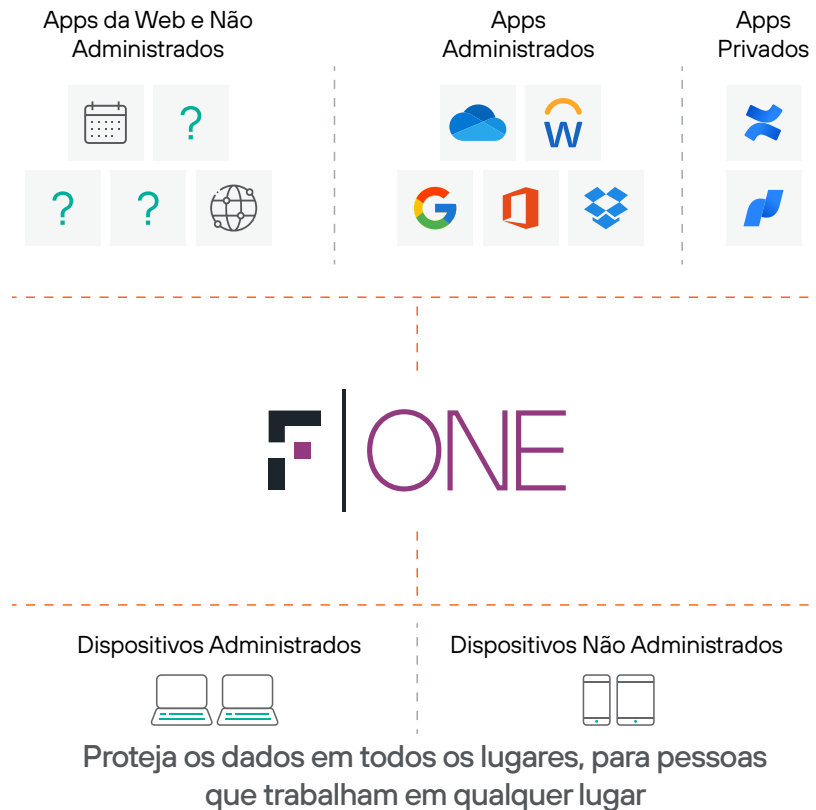 Apps da Web e Não
Administrados
Apps
Administrados
Apps
Privados
?
W
?
?
G
F|ONE
Dispositivos Administrados
Dispositivos Não Administrados
Proteja os dados em todos os lugares, para pessoas
que trabalham em qualquer lugar